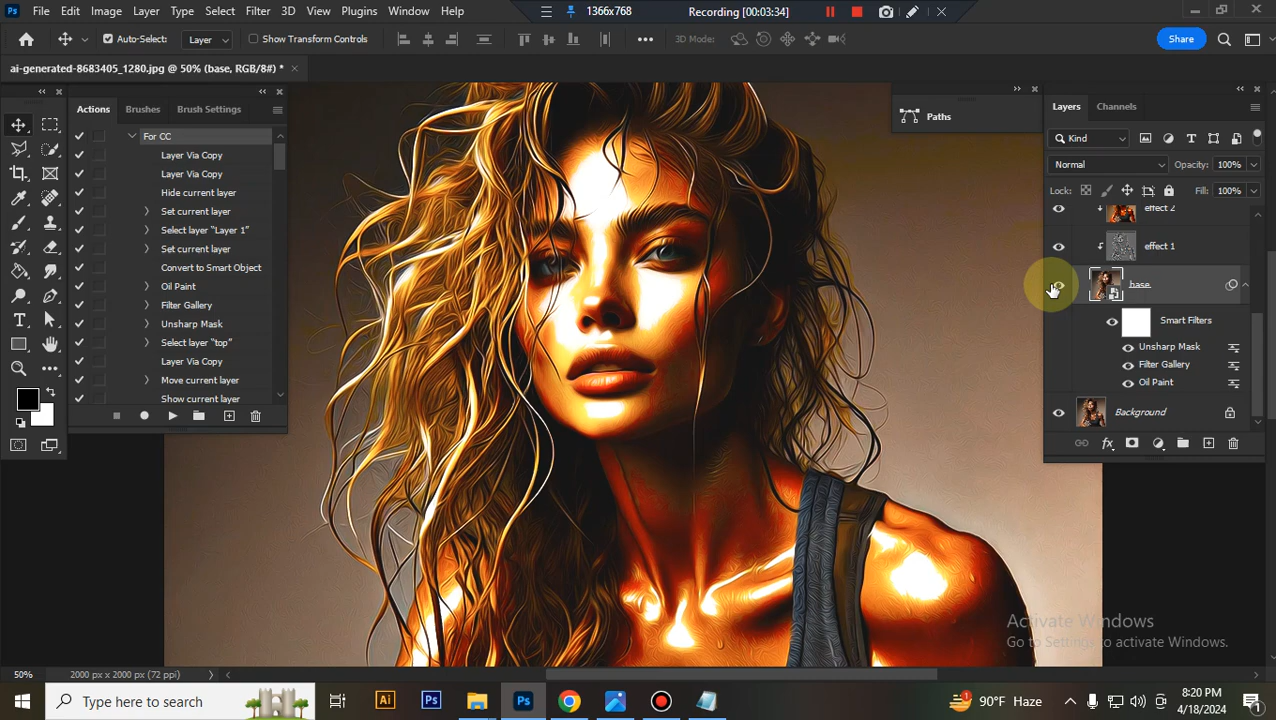 Ps File Edit Image Layer Type Select Filter 3D View Plugins Window Help
1366x768 Recording [00:03:34]
Auto-Select: Layer Show Transform Controls 3D Mode: Share
ai-generated-8683405_1280.jpg @ 50% (base, RGB/8#) *
Actions Brushes Brush Settings
For CC
Layer Via Copy
Layer Via Copy
Hide current layer
Set current layer
Select layer "Layer 1"
Set current layer
Convert to Smart Object
Oil Paint
Filter Gallery
Unsharp Mask
Select layer "top"
Layer Via Copy
Move current layer
Show current layer
Paths
Layers Channels
Kind
Normal Opacity: 100%
Lock: Fill: 100%
effect 2
effect 1
base
Smart Filters
Unsharp Mask
Filter Gallery
Oil Paint
Background
fx
Activate Windows
Go to Settings to activate Windows.
50% 2000 px x 2000 px (72 ppi)
Type here to search
Ai Ps Ps
90°F Haze
8:20 PM
4/18/2024